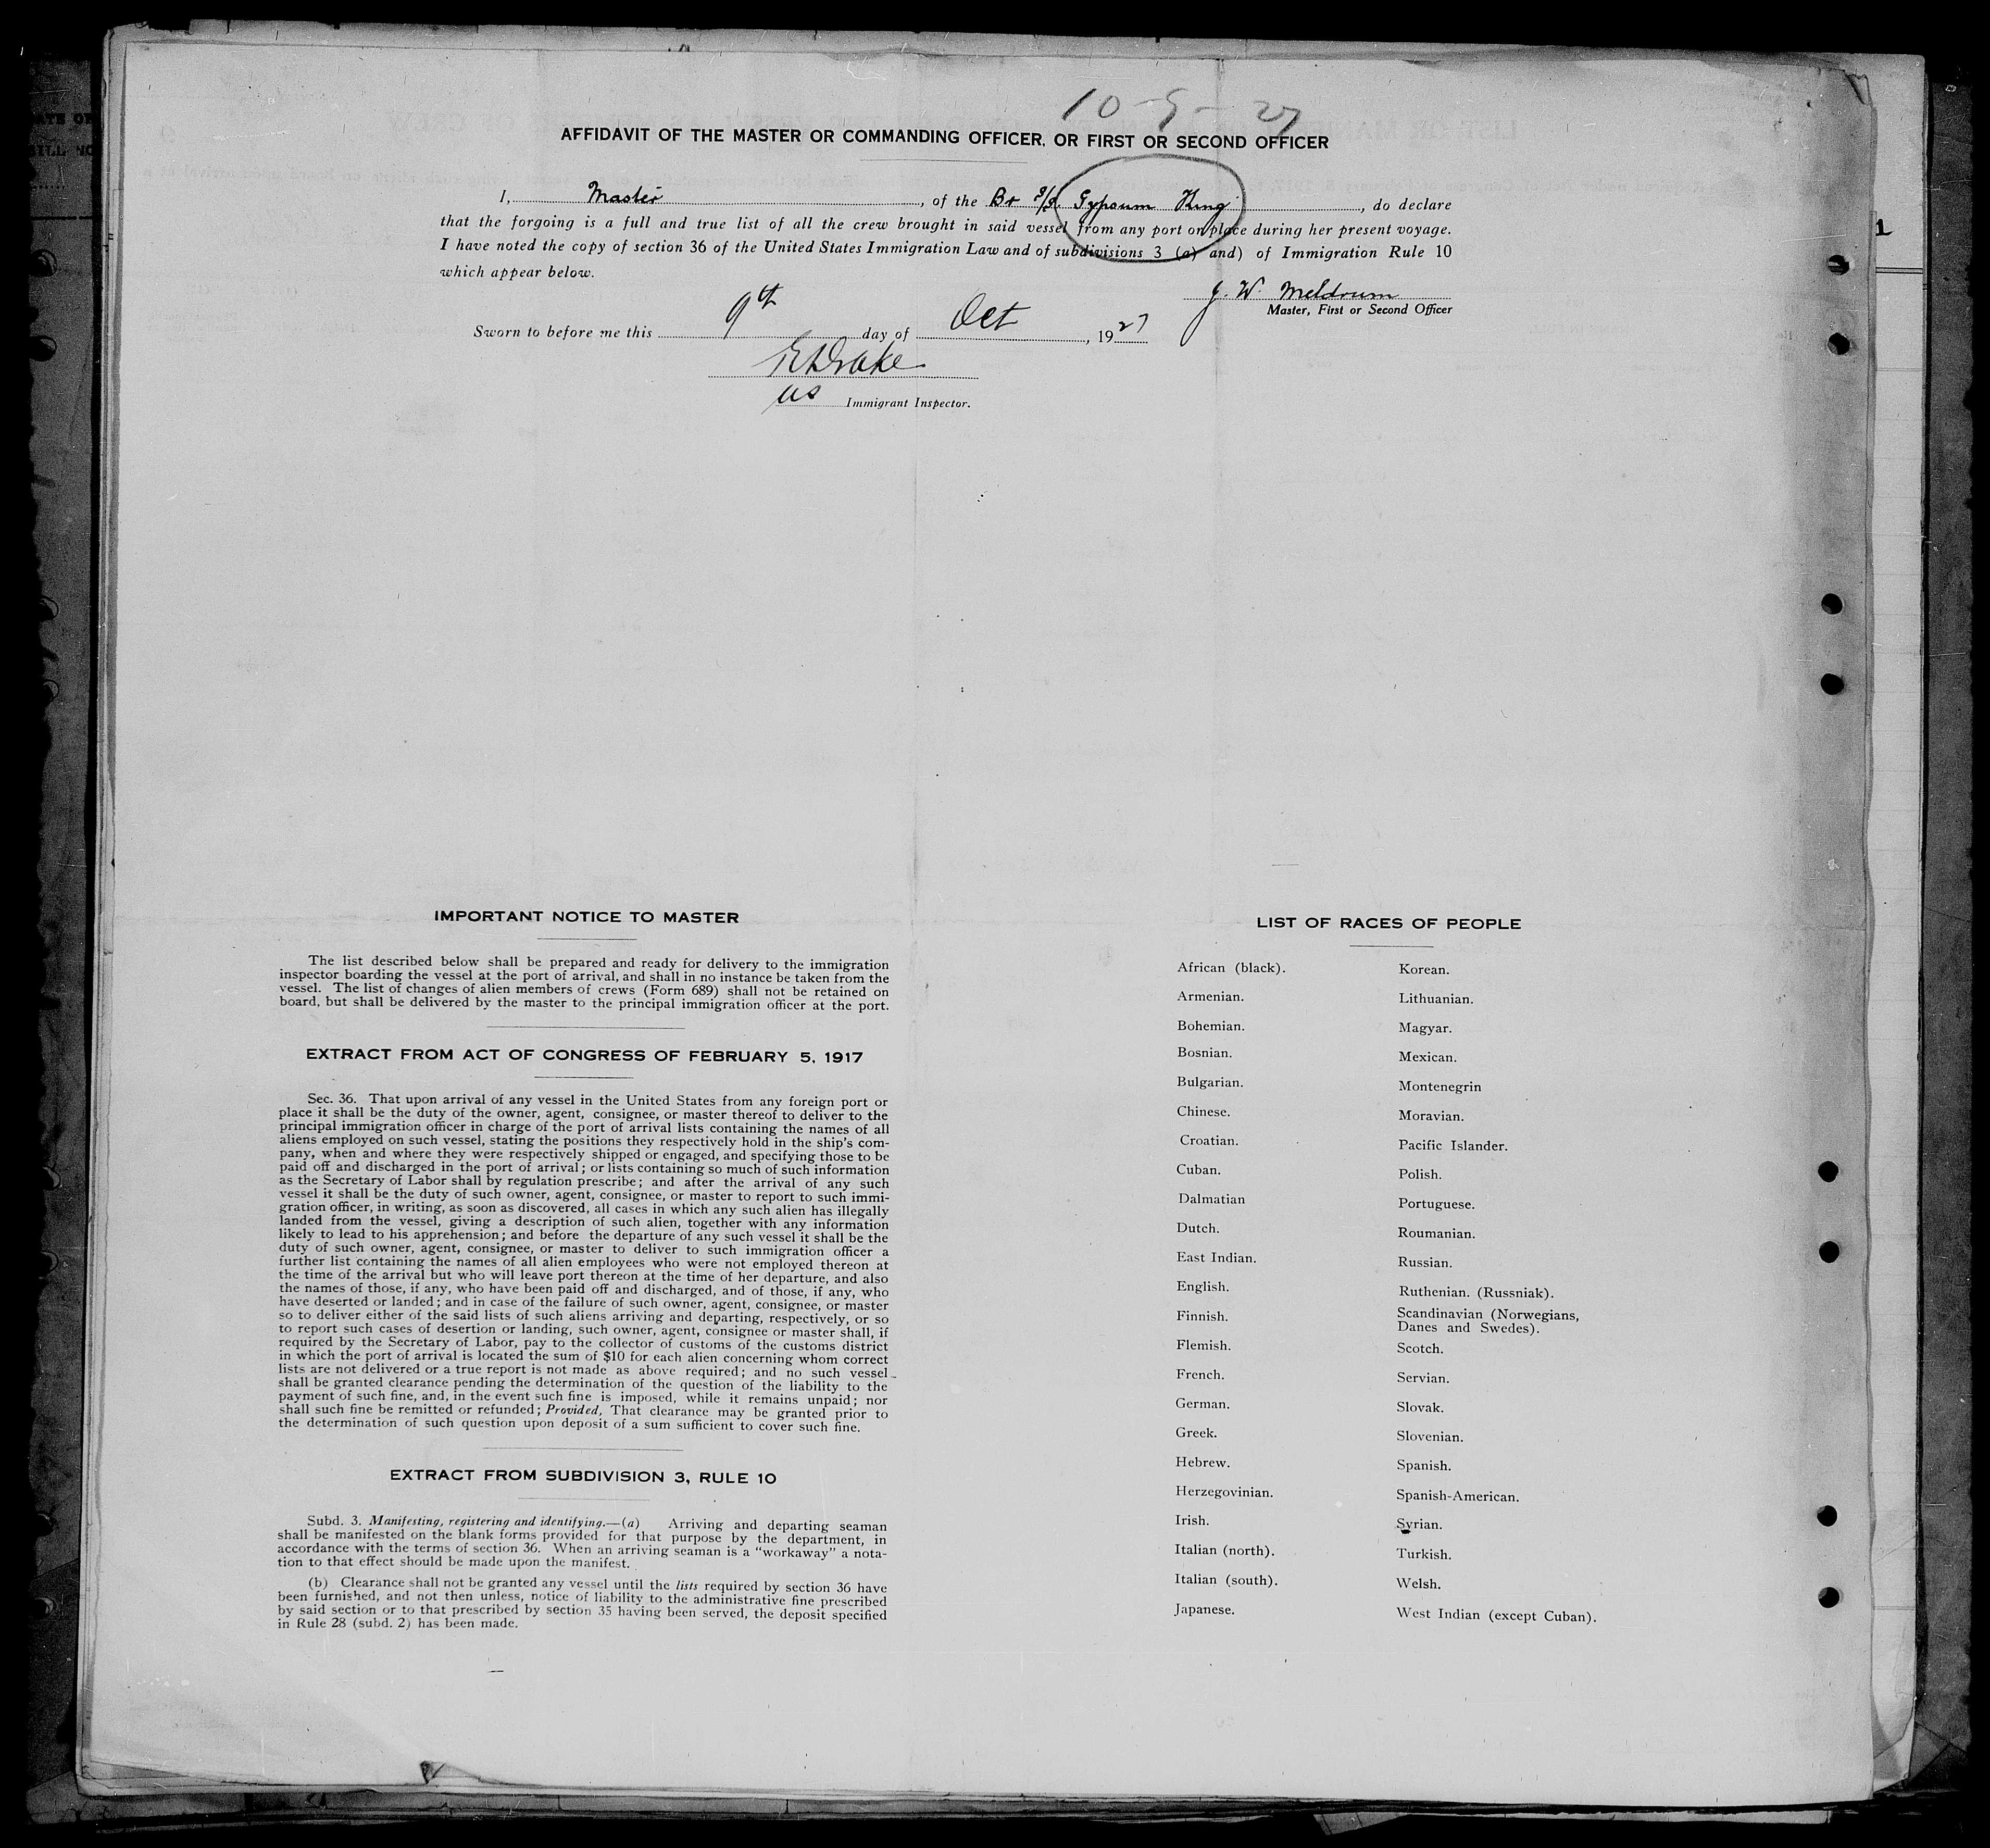 10-9-27
AFFIDAVIT OF THE MASTER OR COMMANDING OFFICER, OR FIRST OR SECOND OFFICER
I, Master, of the Br S/S. Gypsum King, do declare
that the forgoing is a full and true list of all the crew brought in said vessel from any port on place during her present voyage.
I have noted the copy of section 36 of the United States Immigration Law and of subdivisions 3 (a) and) of Immigration Rule 10
which appear below.
J. W. Meldrum
Master, First or Second Officer
Sworn to before me this 9th day of Oct, 1927
Drake
US Immigrant Inspector.
IMPORTANT NOTICE TO MASTER
The list described below shall be prepared and ready for delivery to the immigration
inspector boarding the vessel at the port of arrival, and shall in no instance be taken from the
vessel. The list of changes of alien members of crews (Form 689) shall not be retained on
board, but shall be delivered by the master to the principal immigration officer at the port.
EXTRACT FROM ACT OF CONGRESS OF FEBRUARY 5, 1917
Sec. 36. That upon arrival of any vessel in the United States from any foreign port or
place it shall be the duty of the owner, agent, consignee, or master thereof to deliver to the
principal immigration officer in charge of the port of arrival lists containing the names of all
aliens employed on such vessel, stating the positions they respectively hold in the ship's com-
pany, when and where they were respectively shipped or engaged, and specifying those to be
paid off and discharged in the port of arrival; or lists containing so much of such information
as the Secretary of Labor shall by regulation prescribe; and after the arrival of any such
vessel it shall be the duty of such owner, agent, consignee, or master to report to such immi-
gration officer, in writing, as soon as discovered, all cases in which any such alien has illegally
landed from the vessel, giving a description of such alien, together with any information
likely to lead to his apprehension; and before the departure of any such vessel it shall be the
duty of such owner, agent, consignee, or master to deliver to such immigration officer a
further list containing the names of all alien employees who were not employed thereon at
the time of the arrival but who will leave port thereon at the time of her departure, and also
the names of those, if any, who have been paid off and discharged, and of those, if any, who
have deserted or landed; and in case of the failure of such owner, agent, consignee, or master
so to deliver either of the said lists of such aliens arriving and departing, respectively, or so
to report such cases of desertion or landing, such owner, agent, consignee or master shall, if
required by the Secretary of Labor, pay to the collector of customs of the customs district
in which the port of arrival is located the sum of $10 for each alien concerning whom correct
lists are not delivered or a true report is not made as above required; and no such vessel
shall be granted clearance pending the determination of the question of the liability to the
payment of such fine, and, in the event such fine is imposed, while it remains unpaid; nor
shall such fine be remitted or refunded; Provided, That clearance may be granted prior to
the determination of such question upon deposit of a sum sufficient to cover such fine.
EXTRACT FROM SUBDIVISION 3, RULE 10
Subd. 3. Manifesting, registering and identifying.—(a) Arriving and departing seaman
shall be manifested on the blank forms provided for that purpose by the department, in
accordance with the terms of section 36. When an arriving seaman is a "workaway" a nota-
tion to that effect should be made upon the manifest.
(b) Clearance shall not be granted any vessel until the lists required by section 36 have
been furnished, and not then unless, notice of liability to the administrative fine prescribed
by said section or to that prescribed by section 35 having been served, the deposit specified
in Rule 28 (subd. 2) has been made.
LIST OF RACES OF PEOPLE
African (black).
Armenian.
Bohemian.
Bosnian.
Bulgarian.
Chinese.
Croatian.
Cuban.
Dalmatian
Dutch.
East Indian.
English.
Finnish.
Flemish.
French.
German.
Greek.
Hebrew.
Herzegovinian.
Irish.
Italian (north).
Italian (south).
Japanese.
Korean.
Lithuanian.
Magyar.
Mexican.
Montenegrin
Moravian.
Pacific Islander.
Polish.
Portuguese.
Roumanian.
Russian.
Ruthenian. (Russniak).
Scandinavian (Norwegians,
Danes and Swedes).
Scotch.
Servian.
Slovak.
Slovenian.
Spanish.
Spanish-American.
Syrian.
Turkish.
Welsh.
West Indian (except Cuban).
1